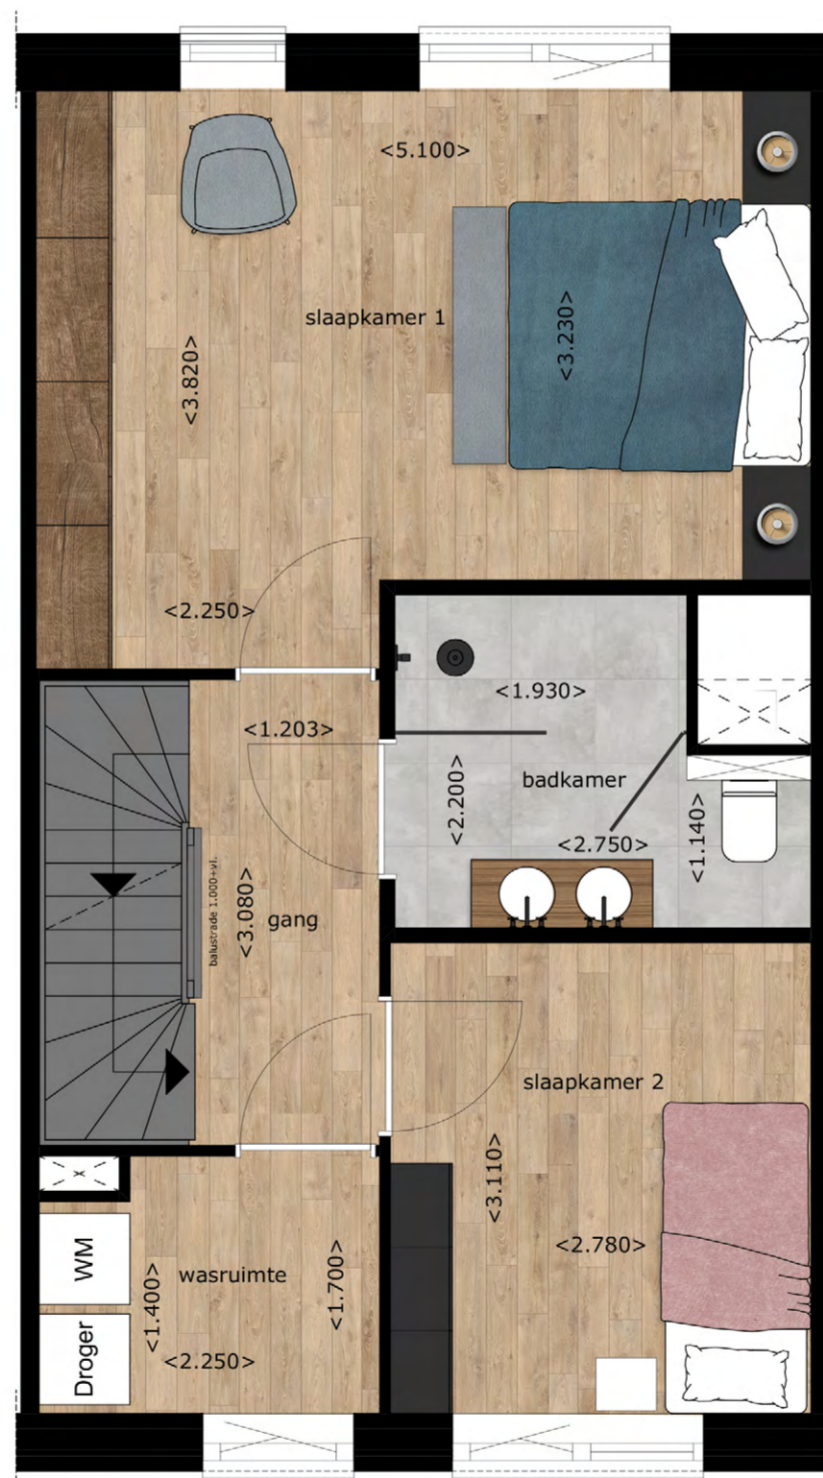 <5.100>
slaapkamer 1
<3.230>
<3.820>
<2.250>
<1.930>
<1.203>
badkamer
<2.200>
<2.750>
<1.140>
balustrade 1.000+vl.
<3.080>
gang
slaapkamer 2
<3.110>
<2.780>
WM
wasruimte
<1.400>
<1.700>
Droger
<2.250>